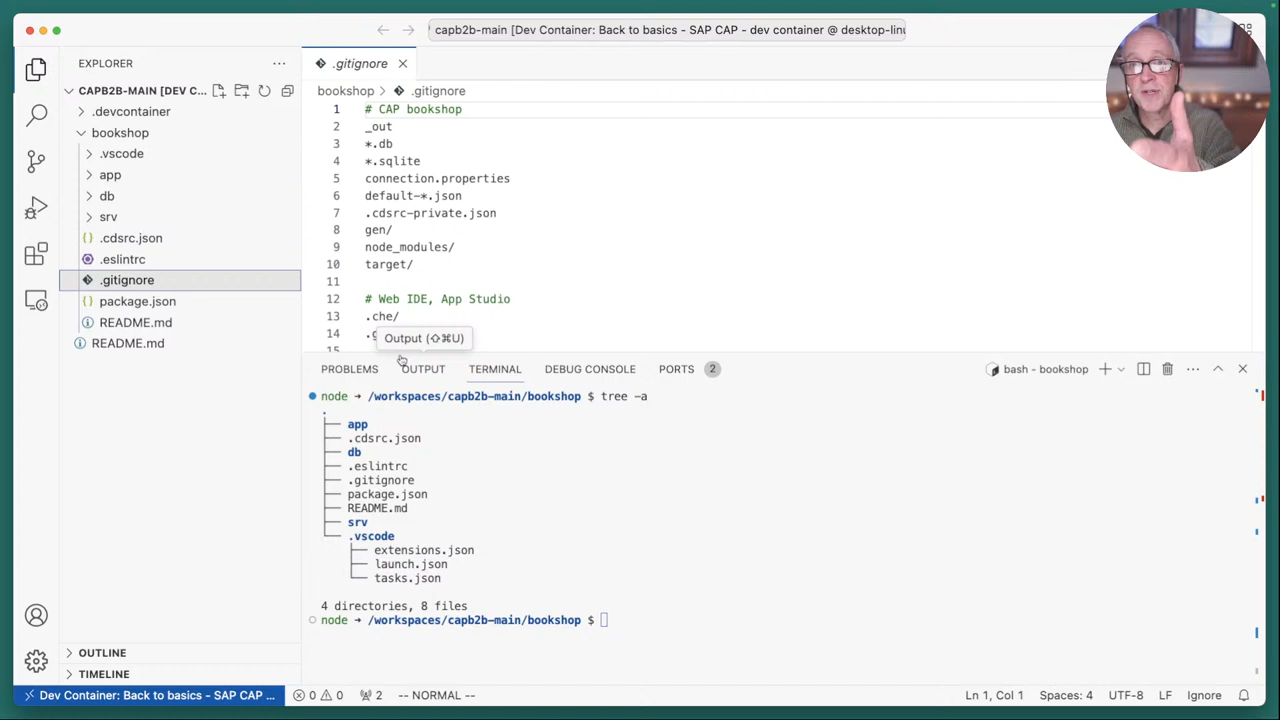 capb2b-main [Dev Container: Back to basics - SAP CAP - dev container @ desktop-linu
EXPLORER
CAPB2B-MAIN [DEV C...
.devcontainer
bookshop
.vscode
app
db
srv
.cdsrc.json
.eslintrc
.gitignore
package.json
README.md
README.md
OUTLINE
TIMELINE
.gitignore
bookshop > .gitignore
1 # CAP bookshop
2 _out
3 *.db
4 *.sqlite
5 connection.properties
6 default-*.json
7 .cdsrc-private.json
8 gen/
9 node_modules/
10 target/
11
12 # Web IDE, App Studio
13 .che/
14 .g
15
Output (⇧⌘U)
PROBLEMS OUTPUT TERMINAL DEBUG CONSOLE PORTS 2
bash - bookshop
node → /workspaces/capb2b-main/bookshop $ tree -a
.
├── app
├── .cdsrc.json
├── db
├── .eslintrc
├── .gitignore
├── package.json
├── README.md
├── srv
└── .vscode
├── extensions.json
├── launch.json
└── tasks.json
4 directories, 8 files
node → /workspaces/capb2b-main/bookshop $
Dev Container: Back to basics - SAP CAP ... 0 0 2 -- NORMAL -- Ln 1, Col 1 Spaces: 4 UTF-8 LF Ignore